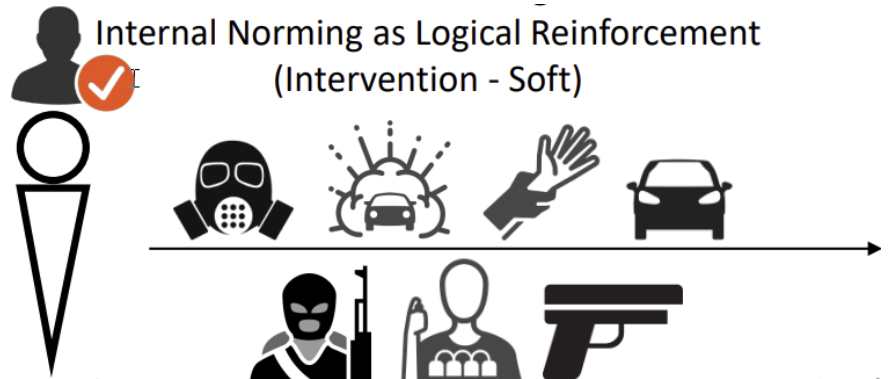 Internal Norming as Logical Reinforcement
(Intervention - Soft)